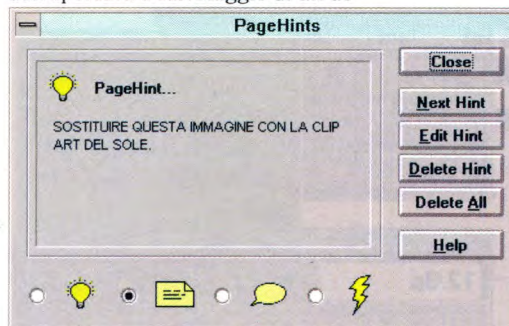 PageHints
PageHint...
SOSTITUIRE QUESTA IMMAGINE CON LA CLIP
ART DEL SOLE.
Close
Next Hint
Edit Hint
Delete Hint
Delete All
Help